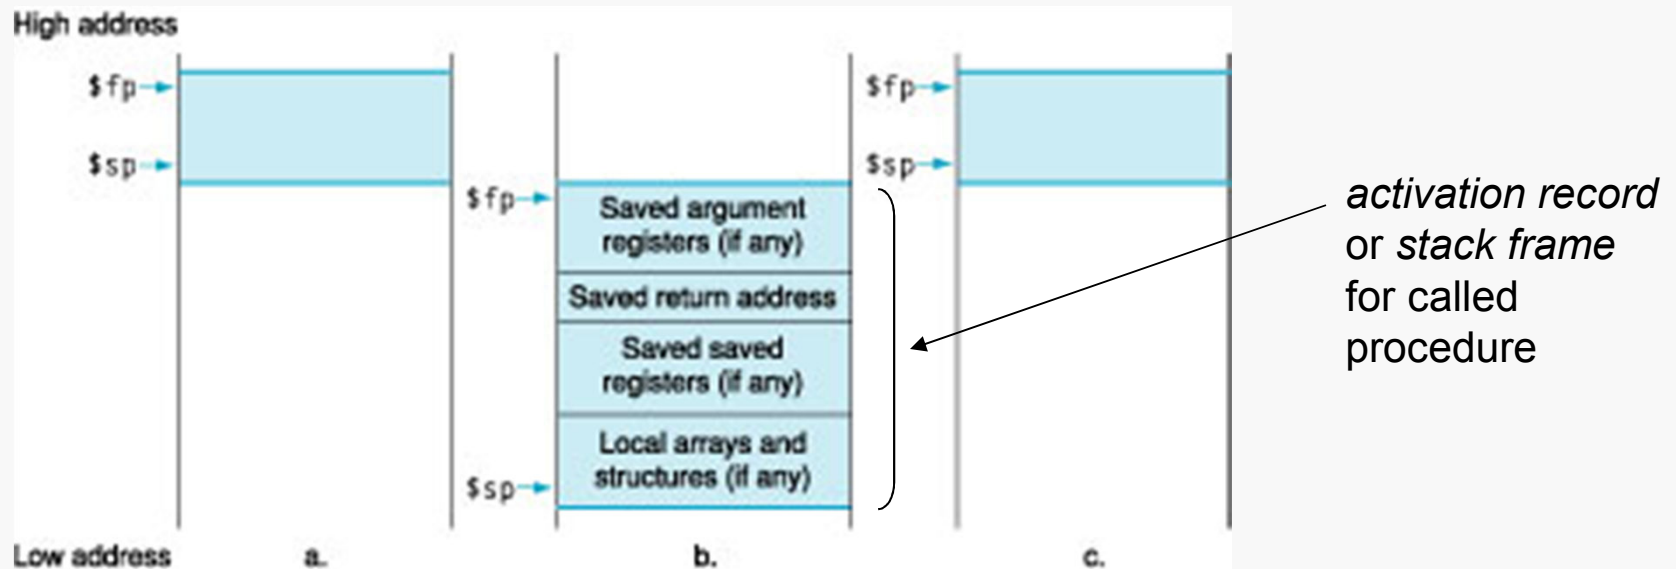 High address
$fp
$sp
$fp
Saved argument
registers (if any)
Saved return address
Saved saved
registers (if any)
Local arrays and
structures (if any)
$sp
$fp
$sp
activation record
or stack frame
for called
procedure
Low address
a.
b.
c.